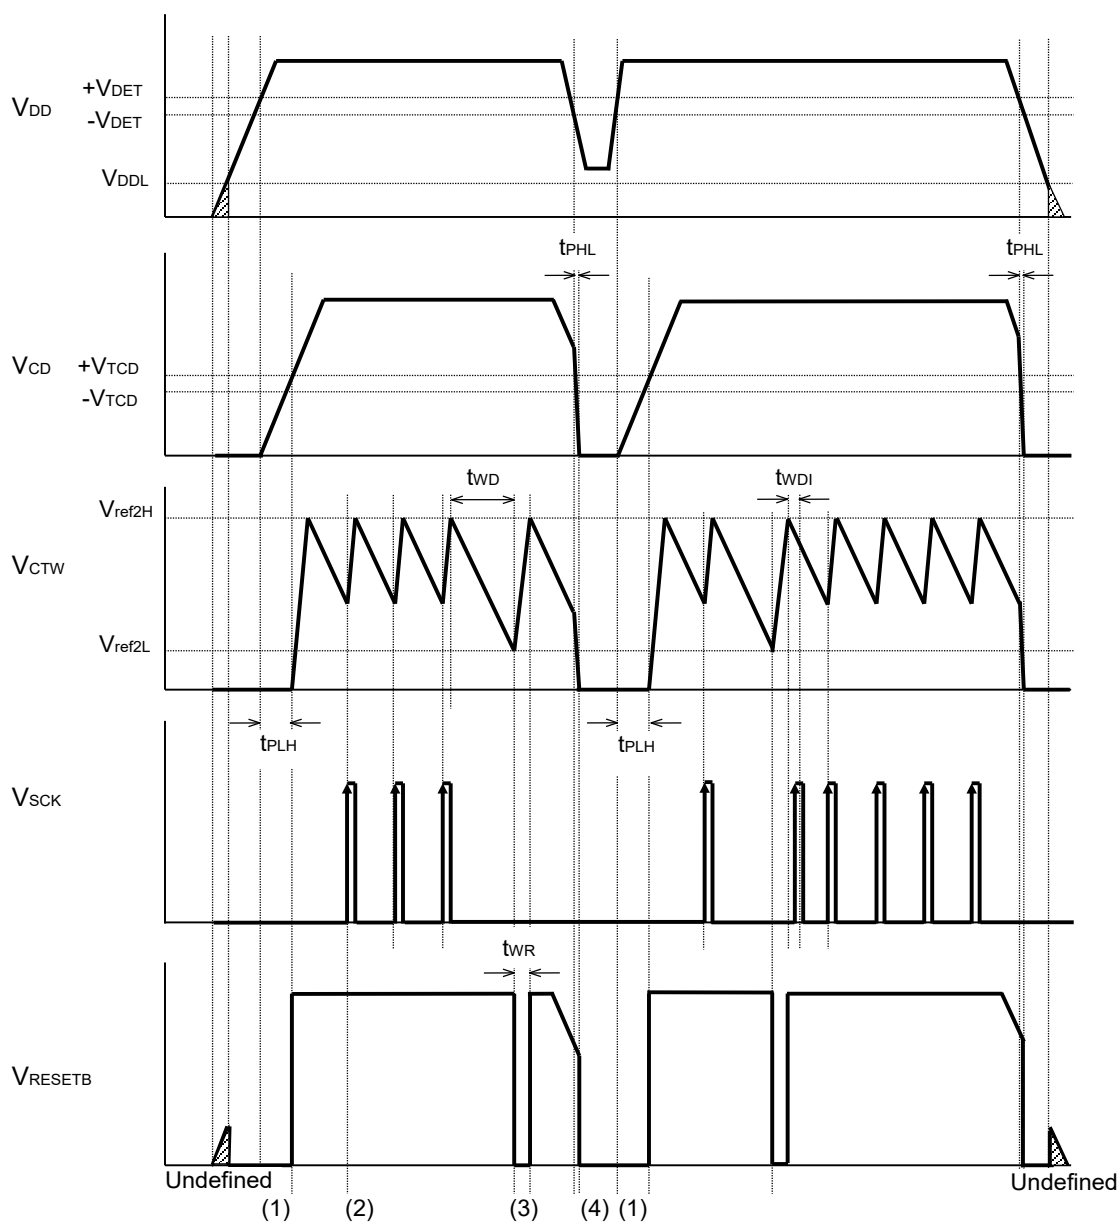 +VDET
VDD
-VDET
VDDL
tPHL tPHL
VCD +VTCD
-VTCD
tWD tWDI
Vref2H
VCTW
Vref2L
tPLH tPLH
VSCK
tWR
VRESETB
Undefined Undefined
(1) (2) (3) (4) (1)